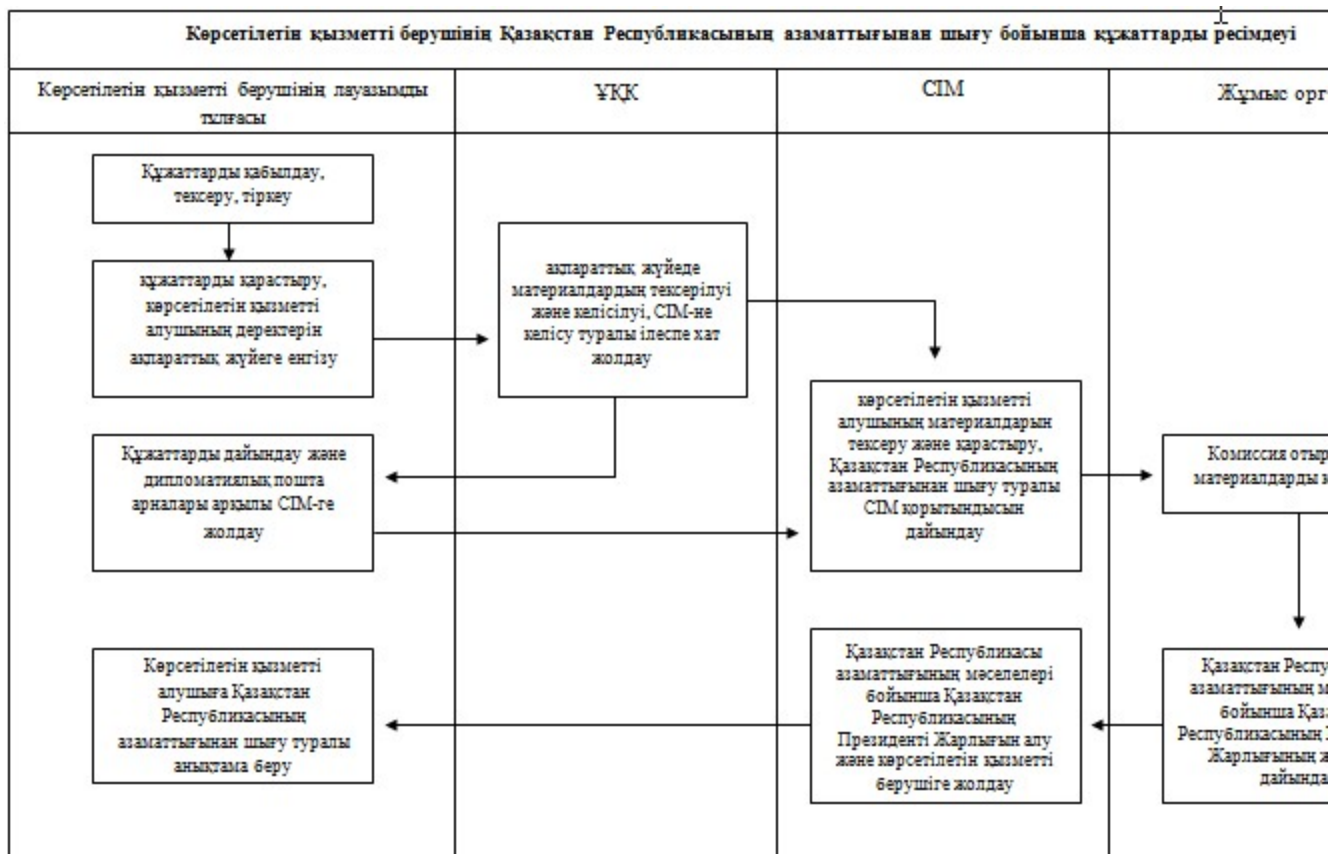 Көрсетілетін қызметті берушінің Қазақстан Республикасының азаматтығынан шығу бойынша құжаттарды ресімдеуі
Көрсетілетін қызметті берушінің лауазымды
тұлғасы
ҰҚК
СІМ
Жұмыс орг
Құжаттарды қабылдау,
тексеру, тіркеу
құжаттарды қарастыру,
көрсетілетін қызметті
алушының деректерін
ақпараттық жүйеге енгізу
ақпараттық жүйеде
материалдардың тексерілуі
және келісілуі, СІМ-не
келісу туралы ілеспе хат
жолдау
көрсетілетін қызметті
алушының материалдарын
тексеру және қарастыру,
Қазақстан Республикасының
азаматтығынан шығу туралы
СІМ қорытындысын
дайындау
Құжаттарды дайындау және
дипломатиялық пошта
арналары арқылы СІМ-ге
жолдау
Комиссия отыр
материалдарды
Қазақстан Республикасы
азаматтығының мәселелері
бойынша Қазақстан
Республикасының
Президенті Жарлығын алу
және көрсетілетін қызметті
берушіге жолдау
Қазақстан Респу
азаматтығының
бойынша Қаз
Республикасының
Жарлығының
дайында
Көрсетілетін қызметті
алушыға Қазақстан
Республикасының
азаматтығынан шығу туралы
анықтама беру